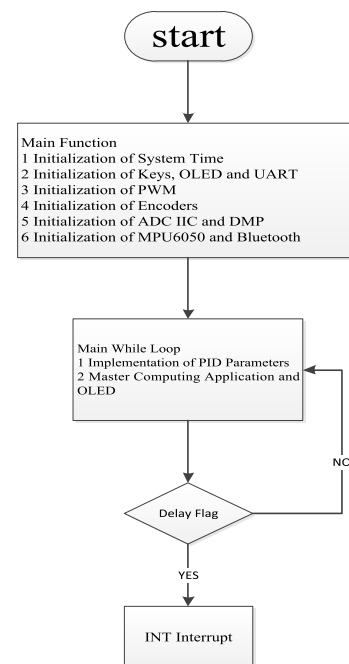 start
Main Function
1 Initialization of System Time
2 Initialization of Keys, OLED and UART
3 Initialization of PWM
4 Initialization of Encoders
5 Initialization of ADC IIC and DMP
6 Initialization of MPU6050 and Bluetooth
Main While Loop
1 Implementation of PID Parameters
2 Master Computing Application and
OLED
NO
Delay Flag
YES
INT Interrupt